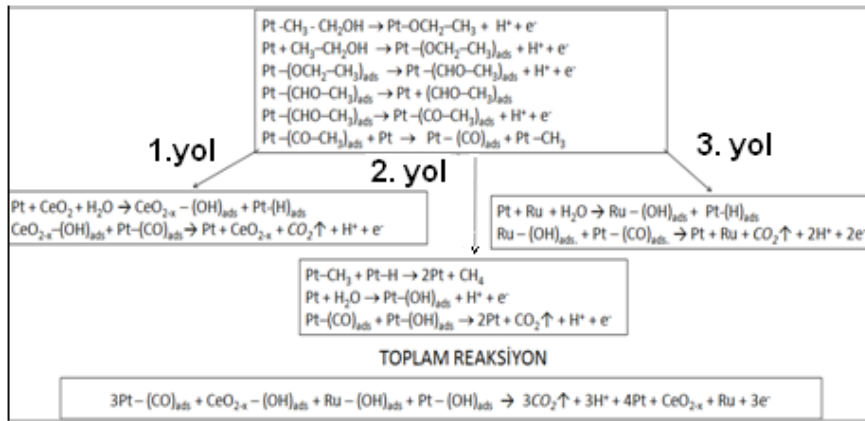 Pt -CH₃ - CH₂OH → Pt–OCH₂–CH₃ + H⁺ + e⁻
Pt + CH₃–CH₂OH → Pt –(OCH₂–CH₃)ads + H⁺ + e⁻
Pt –(OCH₂–CH₃)ads → Pt –(CHO–CH₃)ads + H⁺ + e⁻
Pt –(CHO–CH₃)ads → Pt + (CHO–CH₃)ads
Pt –(CHO–CH₃)ads → Pt –(CO–CH₃)ads + H⁺ + e⁻
Pt –(CO–CH₃)ads + Pt → Pt – (CO)ads + Pt –CH₃
1.yol
2. yol
3. yol
Pt + CeO₂ + H₂O → CeO₂₋ₓ – (OH)ads + Pt-(H)ads
CeO₂₋ₓ–(OH)ads + Pt–(CO)ads → Pt + CeO₂₋ₓ + CO₂↑ + H⁺ + e⁻
Pt + Ru + H₂O → Ru – (OH)ads + Pt-(H)ads
Ru – (OH)ads. + Pt – (CO)ads. → Pt + Ru + CO₂↑ + 2H⁺ + 2e⁻
Pt–CH₃ + Pt–H → 2Pt + CH₄
Pt + H₂O → Pt–(OH)ads + H⁺ + e⁻
Pt–(CO)ads + Pt–(OH)ads → 2Pt + CO₂↑ + H⁺ + e⁻
TOPLAM REAKSİYON
3Pt – (CO)ads + CeO₂₋ₓ – (OH)ads + Ru – (OH)ads + Pt – (OH)ads → 3CO₂↑ + 3H⁺ + 4Pt + CeO₂₋ₓ + Ru + 3e⁻